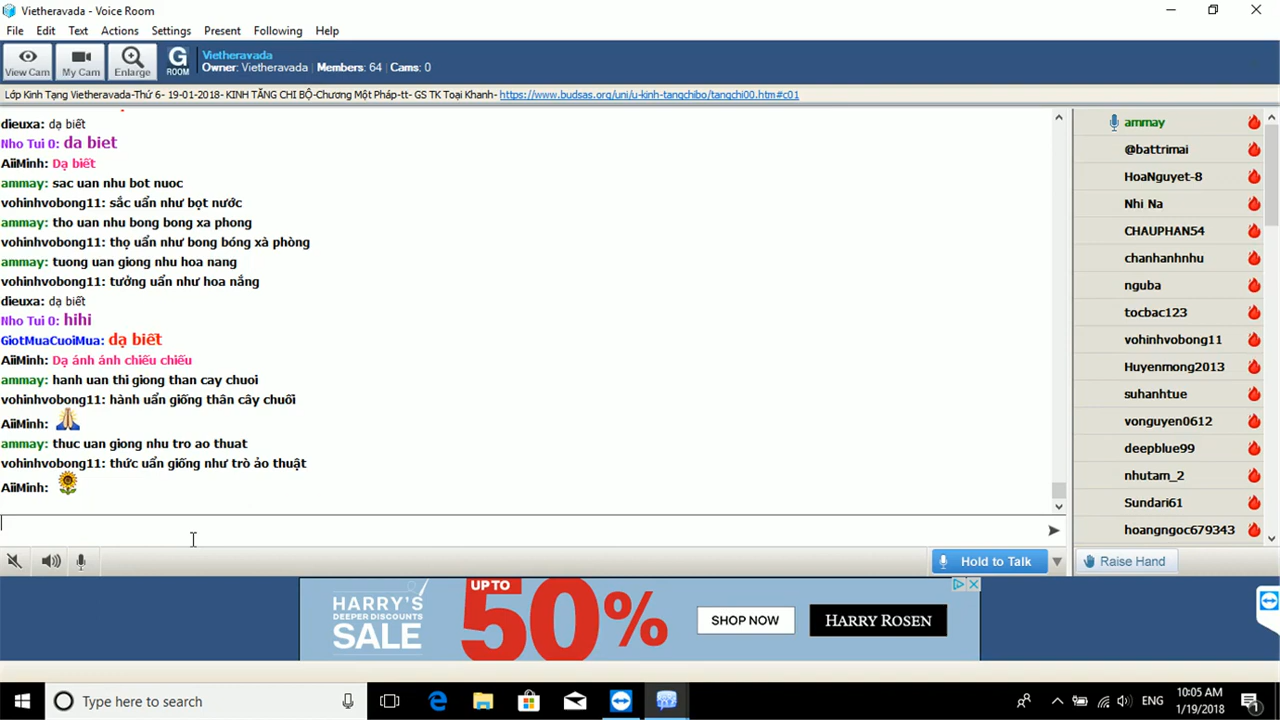 Vietheravada - Voice Room
File Edit Text Actions Settings Present Following Help
View Cam My Cam Enlarge G ROOM
Vietheravada
Owner: Vietheravada | Members: 64 | Cams: 0
Lớp Kinh Tạng Vietheravada-Thứ 6- 19-01-2018- KINH TĂNG CHI BỘ-Chương Một Pháp-tt- GS TK Toại Khanh- https://www.budsas.org/uni/u-kinh-tangchibo/tangchi00.htm#c01
dieuxa: dạ biết
Nho Tui 0: da biet
AiiMinh: Dạ biết
ammay: sac uan nhu bot nuoc
vohinhvobong11: sắc uẩn như bọt nước
ammay: tho uan nhu bong bong xa phong
vohinhvobong11: thọ uẩn như bong bóng xà phòng
ammay: tuong uan giong nhu hoa nang
vohinhvobong11: tưởng uẩn như hoa nắng
dieuxa: dạ biết
Nho Tui 0: hihi
GiotMuaCuoiMua: dạ biết
AiiMinh: Dạ ánh ánh chiếu chiếu
ammay: hanh uan thi giong than cay chuoi
vohinhvobong11: hành uẩn giống thân cây chuối
AiiMinh:
ammay: thuc uan giong nhu tro ao thuat
vohinhvobong11: thức uẩn giống như trò ảo thuật
AiiMinh:
ammay
@battrimai
HoaNguyet-8
Nhi Na
CHAUPHAN54
chanhanhnhu
nguba
tocbac123
vohinhvobong11
Huyenmong2013
suhanhtue
vonguyen0612
deepblue99
nhutam_2
Sundari61
hoangngoc679343
Hold to Talk
Raise Hand
HARRY'S
DEEPER DISCOUNTS
SALE
UP TO
50%
SHOP NOW
HARRY ROSEN
Type here to search
ENG
10:05 AM
1/19/2018
1